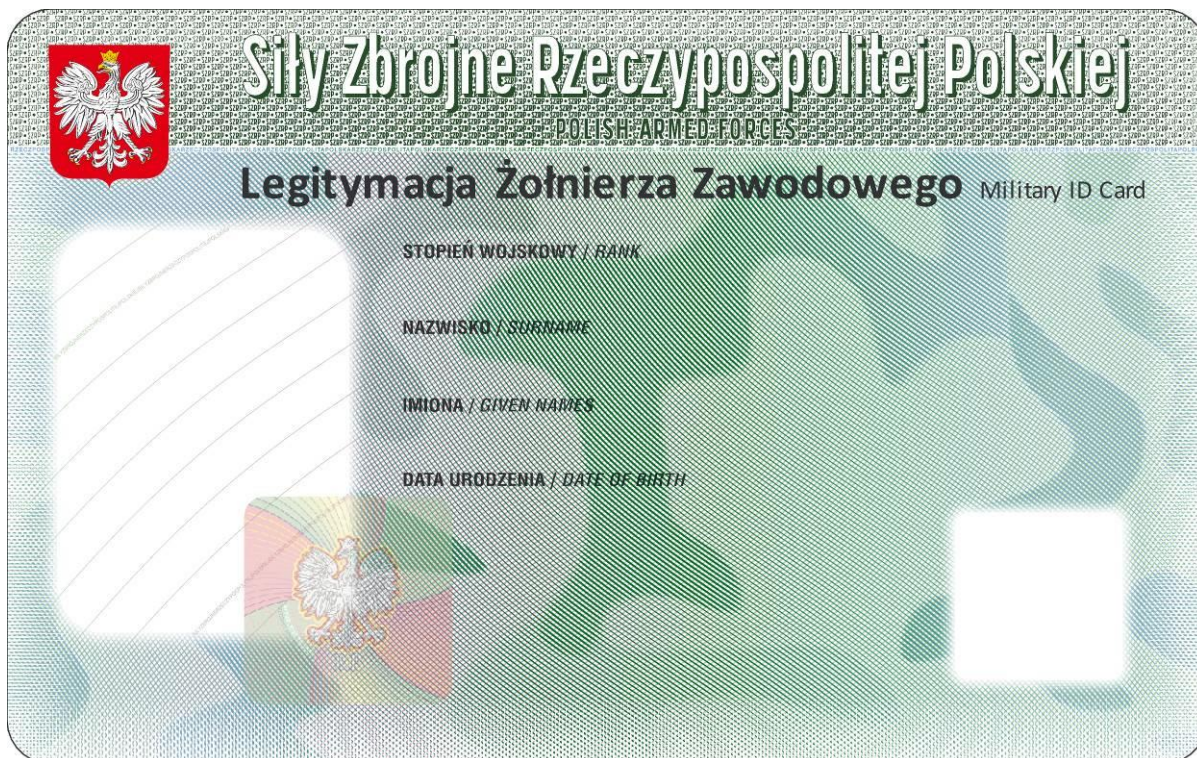 Siły Zbrojne Rzeczypospolitej Polskiej
POLISH ARMED FORCES
Legitymacja Żołnierza Zawodowego Military ID Card
STOPIEŃ WOJSKOWY / RANK
NAZWISKO / SURNAME
IMIONA / GIVEN NAMES
DATA URODZENIA / DATE OF BIRTH